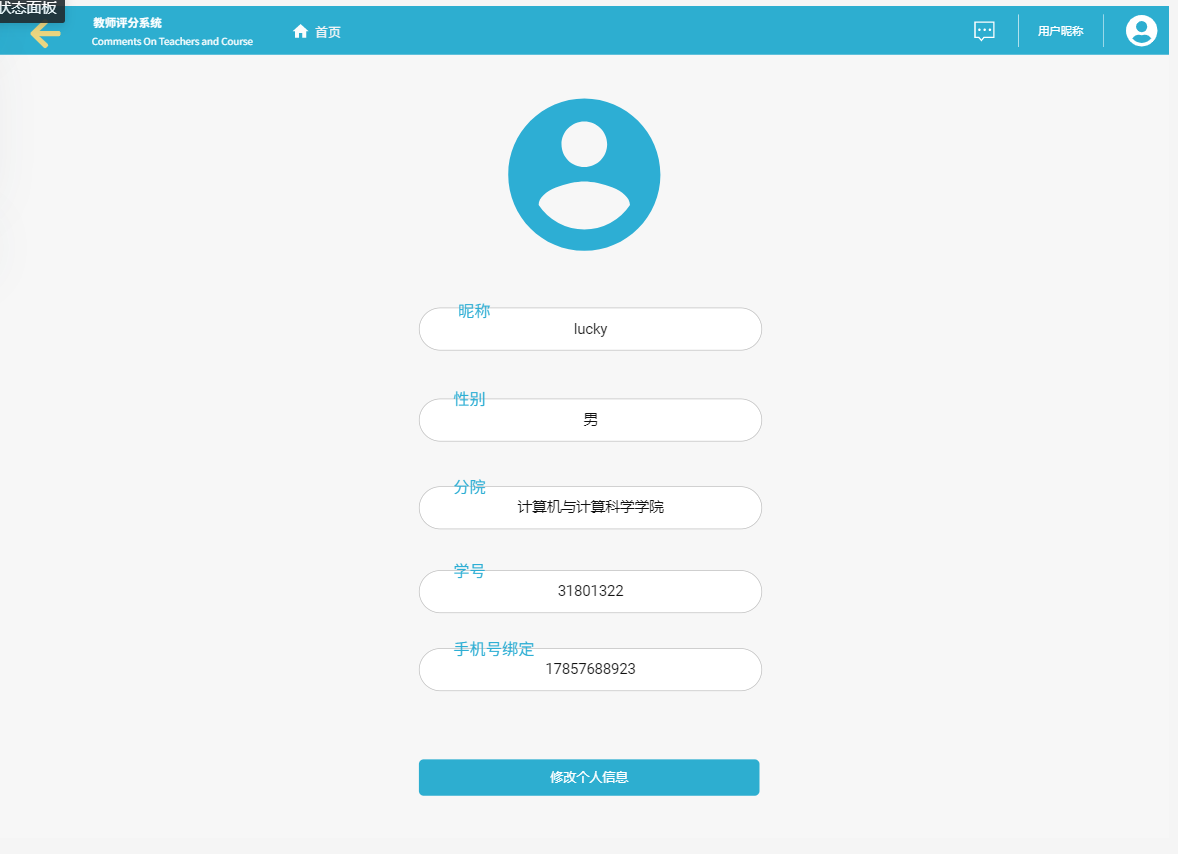 状态面板
教师评分系统
Comments On Teachers and Course
首页
用户昵称
昵称
lucky
性别
男
分院
计算机与计算科学学院
学号
31801322
手机号绑定
17857688923
修改个人信息